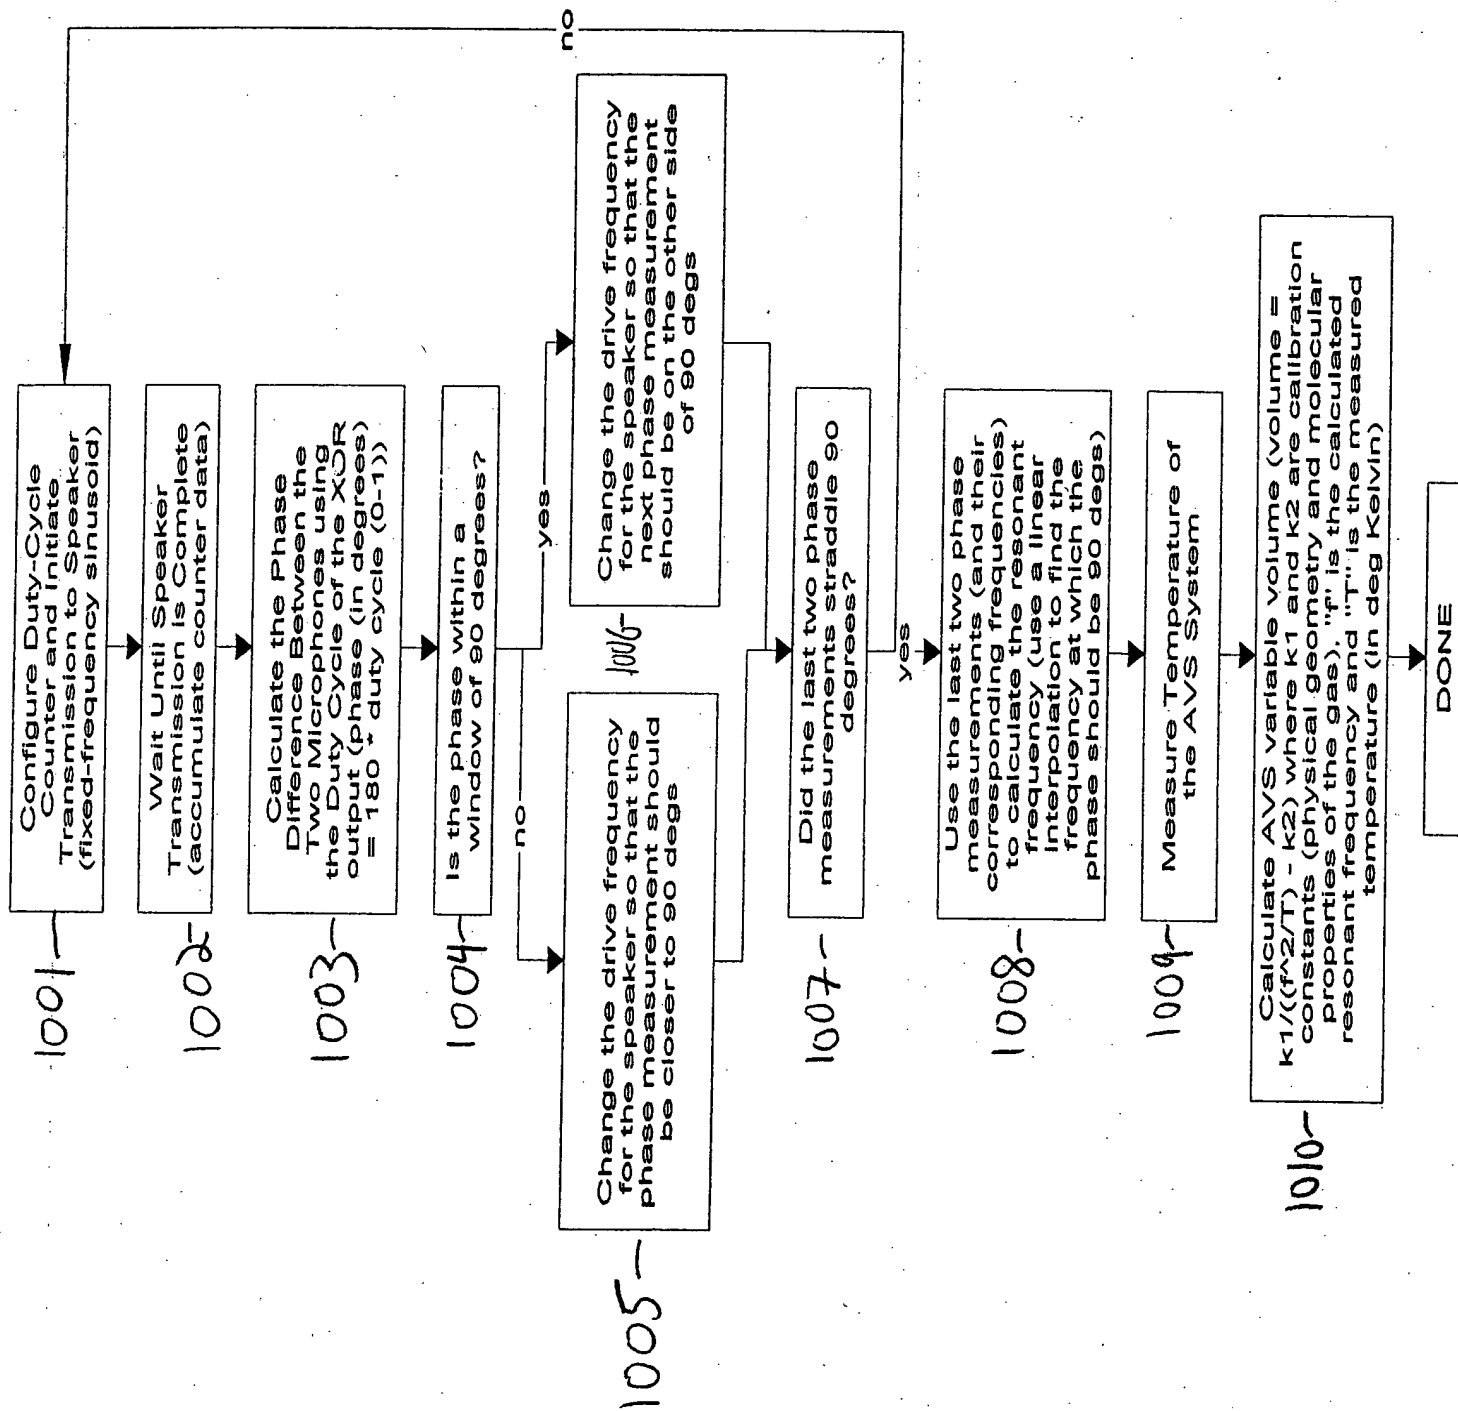 1001
Configure Duty-Cycle
Counter and Initiate
Transmission to Speaker
(fixed-frequency sinusoid)
1002
Wait Until Speaker
Transmission is Complete
(accumulate counter data)
1003
Calculate the Phase
Difference Between the
Two Microphones using
the Duty Cycle of the XOR
output (phase (in degrees)
= 180 * duty cycle (0-1))
1004
Is the phase within a
window of 90 degrees?
no
yes
1005
Change the drive frequency
for the speaker so that the
phase measurement should
be closer to 90 degs
1006
Change the drive frequency
for the speaker so that the
next phase measurement
should be on the other side
of 90 degs
no
1007
Did the last two phase
measurements straddle 90
degrees?
yes
1008
Use the last two phase
measurements (and their
corresponding frequencies)
to calculate the resonant
frequency (use a linear
interpolation to find the
frequency at which the
phase should be 90 degs)
1009
Measure Temperature of
the AVS System
1010
Calculate AVS variable volume (volume =
k1/((f^2/T) - k2) where k1 and k2 are calibration
constants (physical geometry and molecular
properties of the gas). "f" is the calculated
resonant frequency and "T" is the measured
temperature (in deg Kelvin)
DONE